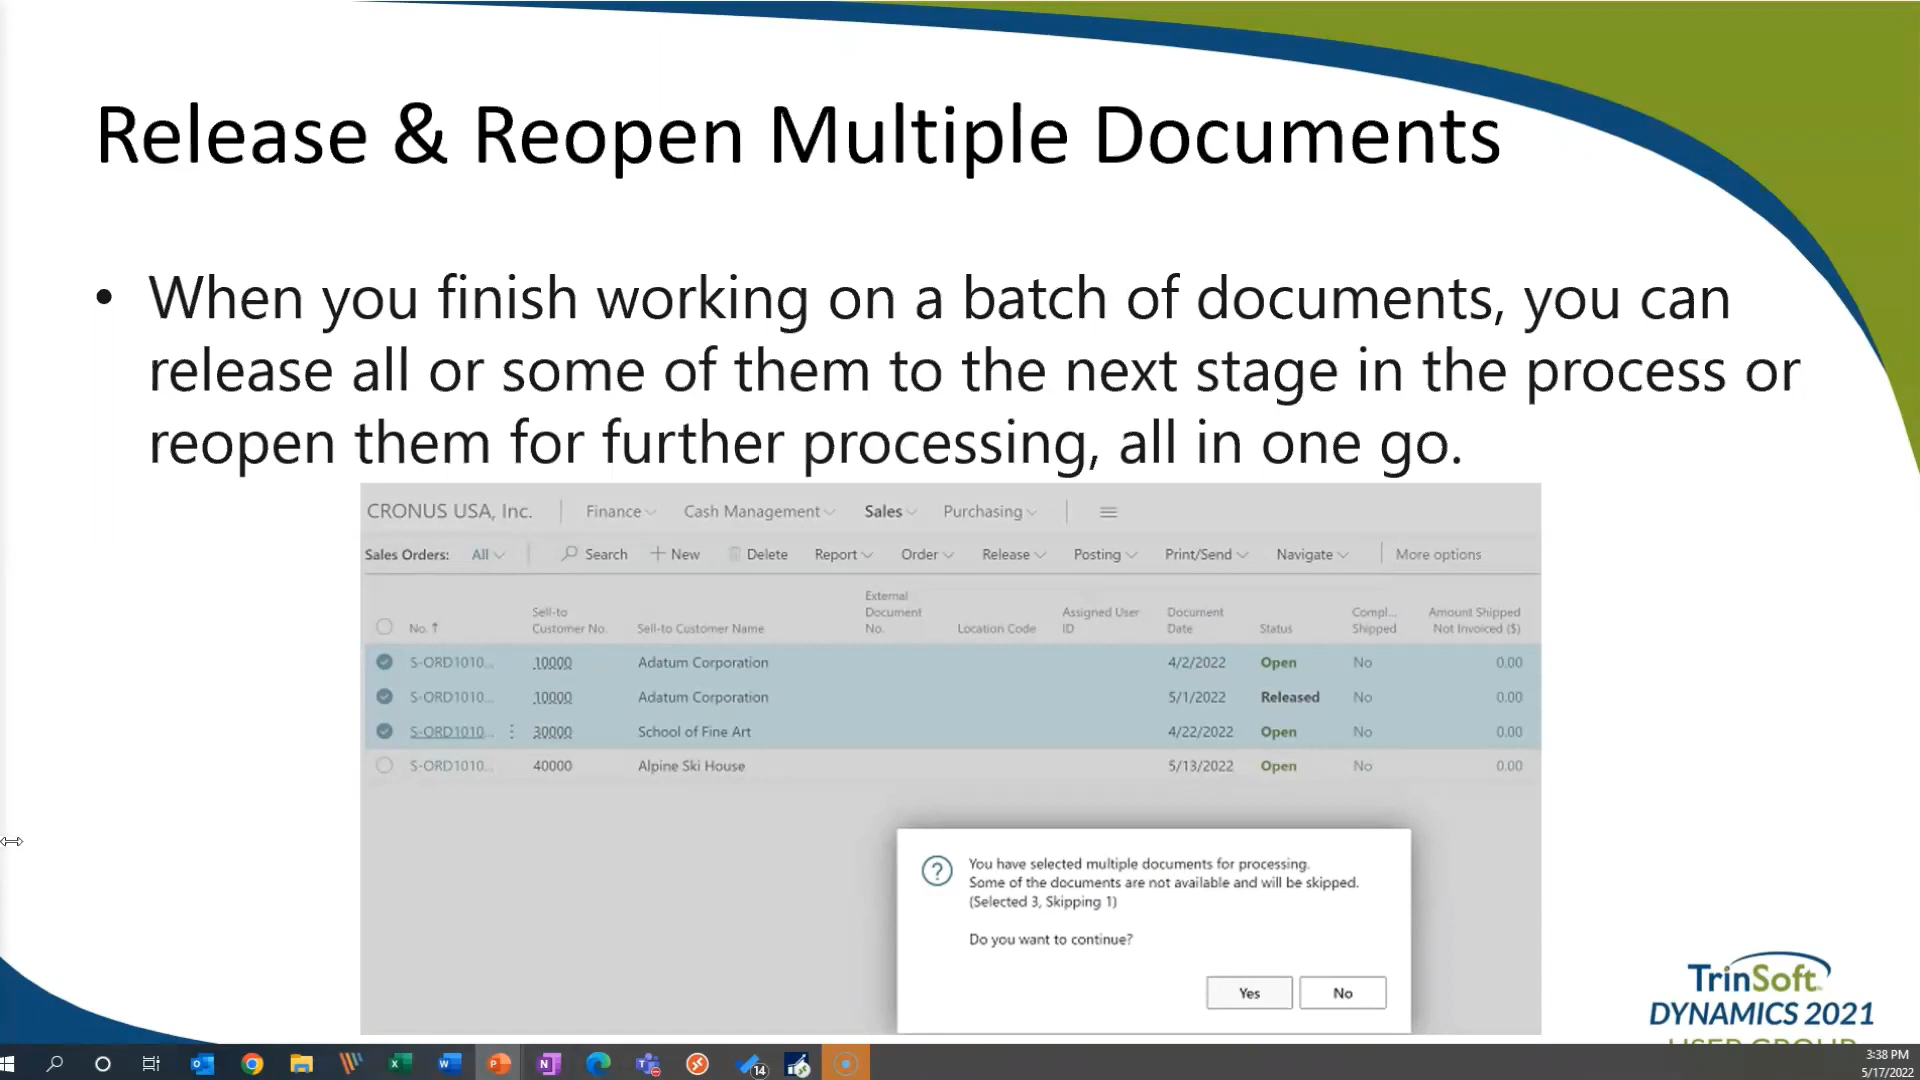 Release & Reopen Multiple Documents
• When you finish working on a batch of documents, you can
release all or some of them to the next stage in the process or
reopen them for further processing, all in one go.
CRONUS USA, Inc. Finance Cash Management Sales Purchasing
Sales Orders: All Search + New Delete Report Order Release Posting Print/Send Navigate More options
No. ↑ Sell-to Customer No. Sell-to Customer Name External Document No. Location Code Assigned User ID Document Date Status Compl... Shipped Amount Shipped Not Invoiced ($)
S-ORD1010... 10000 Adatum Corporation 4/2/2022 Open No 0.00
S-ORD1010... 10000 Adatum Corporation 5/1/2022 Released No 0.00
S-ORD1010... 30000 School of Fine Art 4/22/2022 Open No 0.00
S-ORD1010... 40000 Alpine Ski House 5/13/2022 Open No 0.00
You have selected multiple documents for processing.
Some of the documents are not available and will be skipped.
(Selected 3, Skipping 1)
Do you want to continue?
Yes No
TrinSoft
DYNAMICS 2021
USER GROUP
14
3:38 PM
5/17/2022